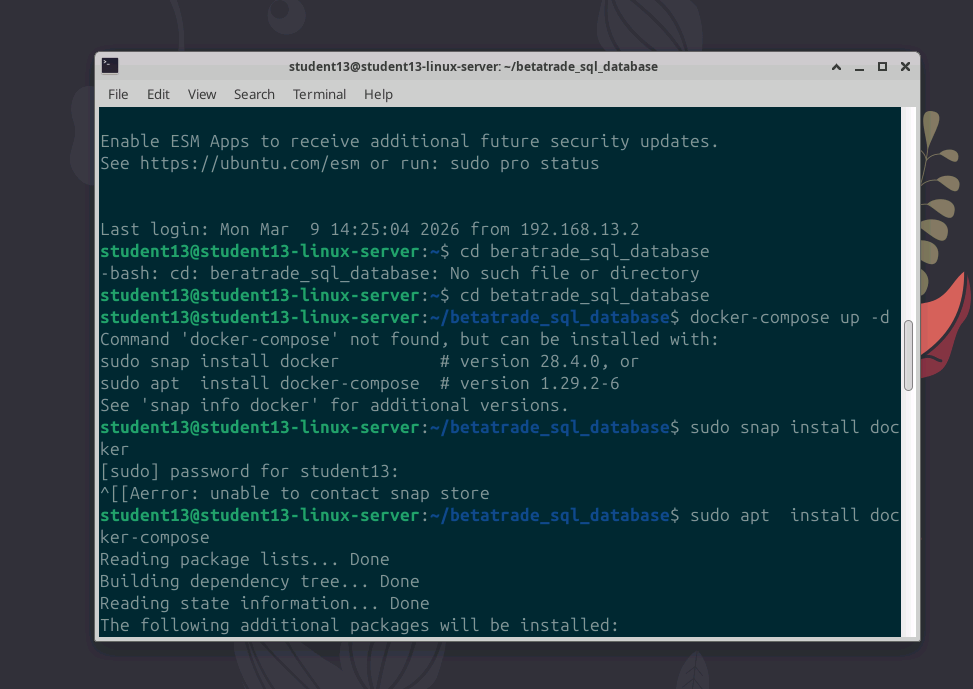 student13@student13-linux-server: ~/betatrade_sql_database
File Edit View Search Terminal Help
Enable ESM Apps to receive additional future security updates.
See https://ubuntu.com/esm or run: sudo pro status
Last login: Mon Mar  9 14:25:04 2026 from 192.168.13.2
student13@student13-linux-server:~$ cd beratrade_sql_database
-bash: cd: beratrade_sql_database: No such file or directory
student13@student13-linux-server:~$ cd betatrade_sql_database
student13@student13-linux-server:~/betatrade_sql_database$ docker-compose up -d
Command 'docker-compose' not found, but can be installed with:
sudo snap install docker          # version 28.4.0, or
sudo apt  install docker-compose  # version 1.29.2-6
See 'snap info docker' for additional versions.
student13@student13-linux-server:~/betatrade_sql_database$ sudo snap install doc
ker
[sudo] password for student13:
^[[Aerror: unable to contact snap store
student13@student13-linux-server:~/betatrade_sql_database$ sudo apt  install doc
ker-compose
Reading package lists... Done
Building dependency tree... Done
Reading state information... Done
The following additional packages will be installed: